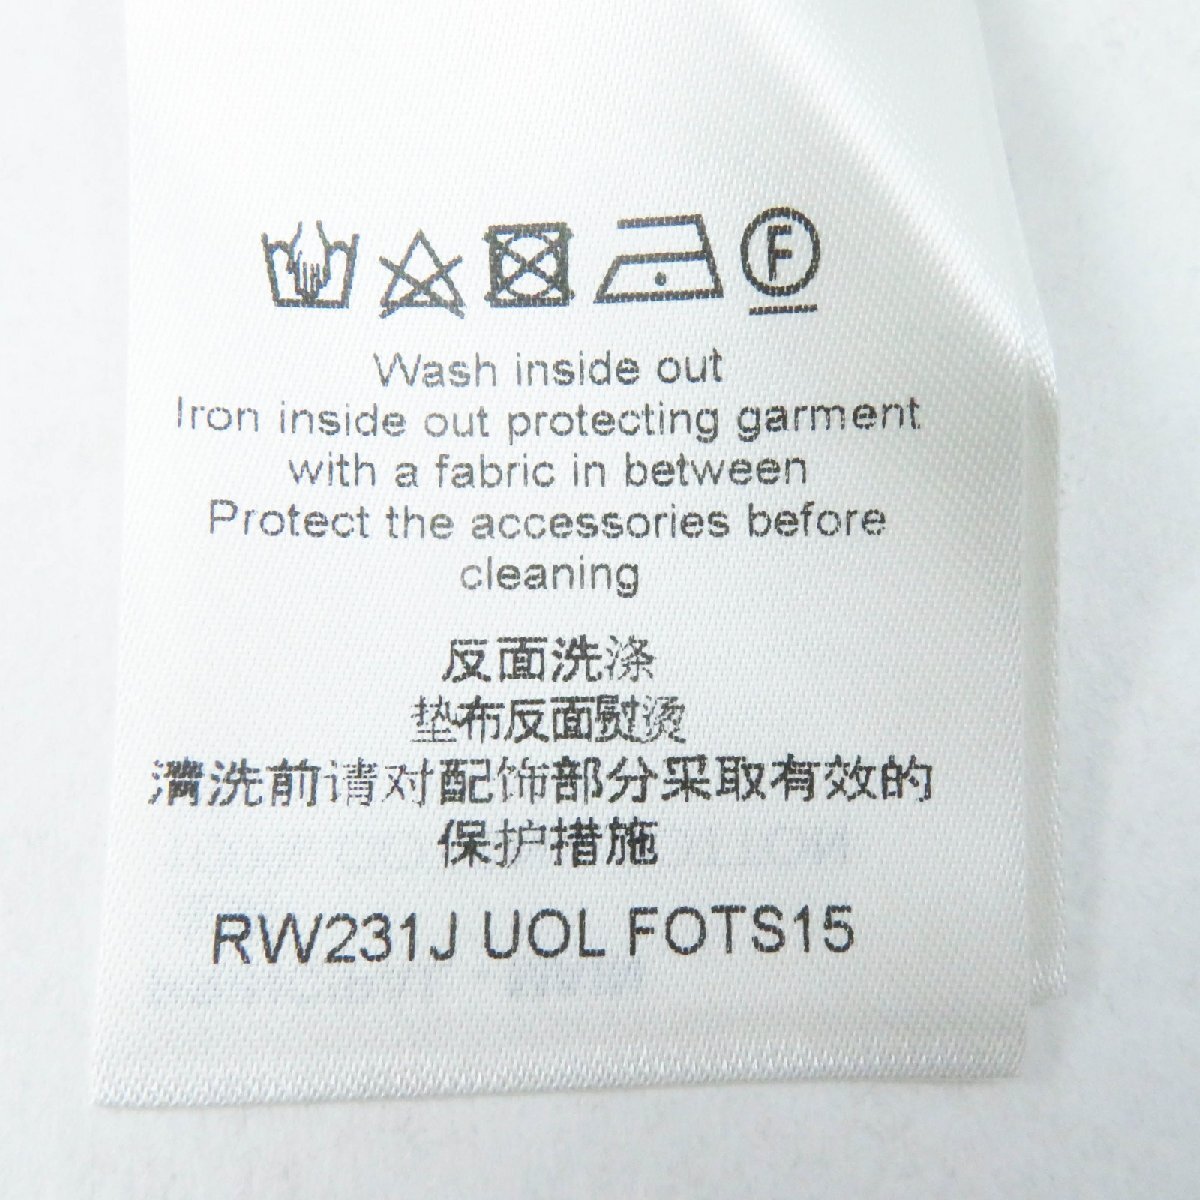 F
Wash inside out
Iron inside out protecting garment
with a fabric in between
Protect the accessories before
cleaning
反面洗涤
垫布反面熨烫
清洗前请对配饰部分采取有效的
保护措施
RW231J UOL FOTS15